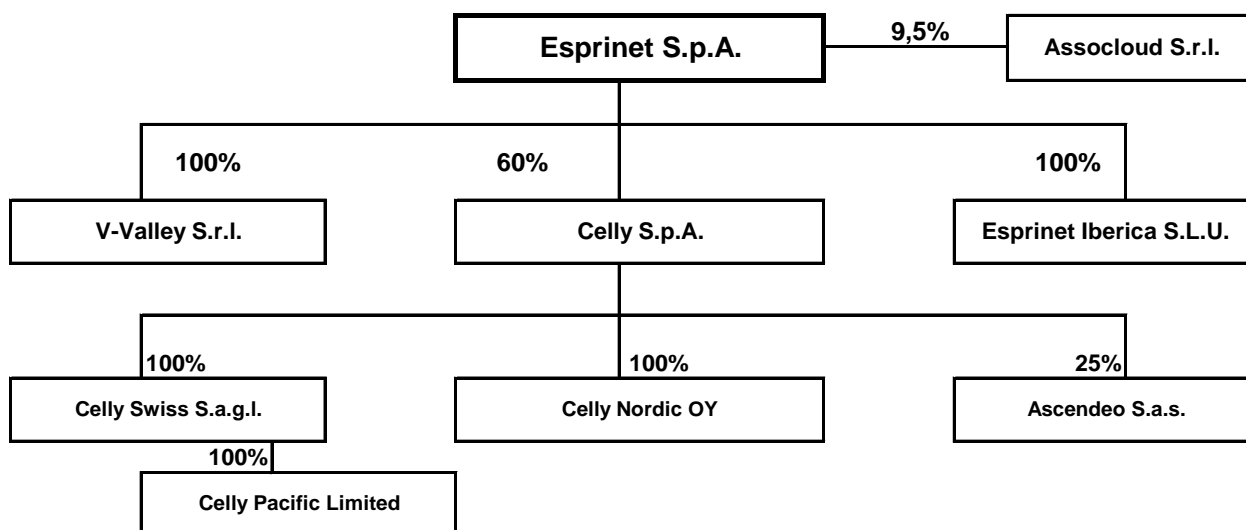 Esprinet S.p.A.
9,5%
Assocloud S.r.l.
100%
60%
100%
V-Valley S.r.l.
Celly S.p.A.
Esprinet Iberica S.L.U.
100%
100%
25%
Celly Swiss S.a.g.l.
Celly Nordic OY
Ascendeo S.a.s.
100%
Celly Pacific Limited